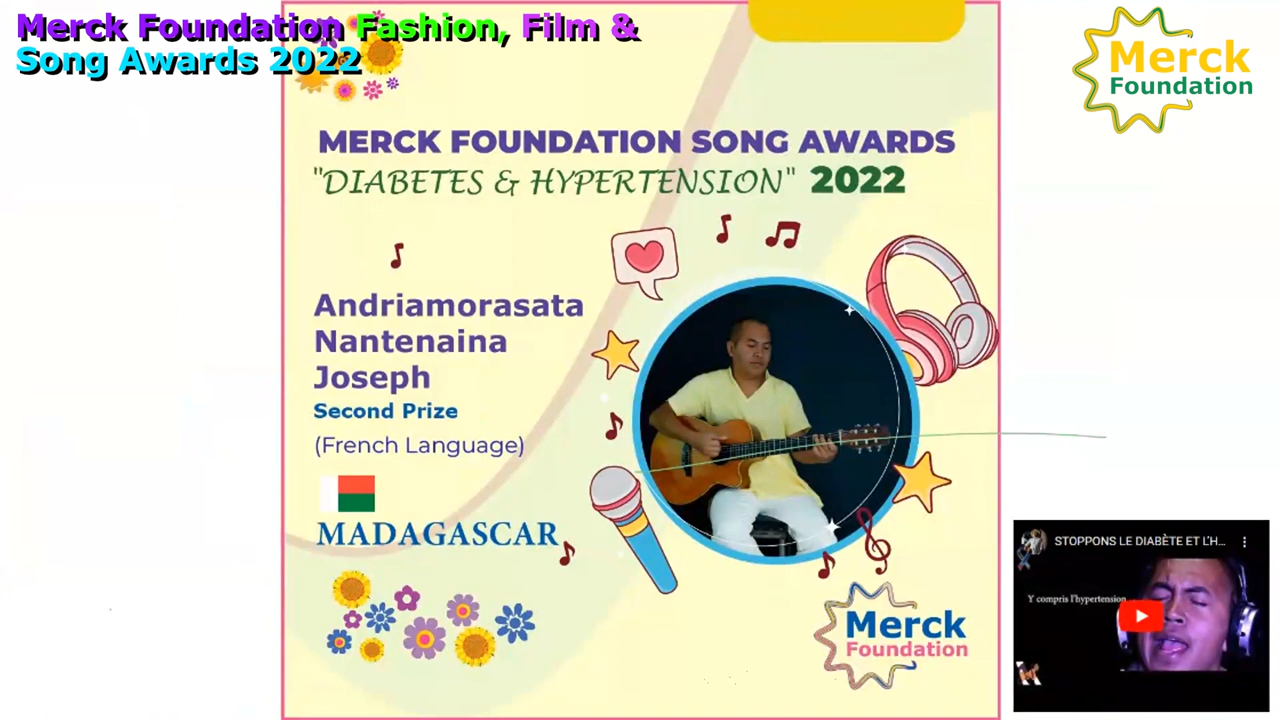 Merck Foundation Fashion, Film &
Song Awards 2022
Merck
Foundation
MERCK FOUNDATION SONG AWARDS
"DIABETES & HYPERTENSION" 2022
Andriamorasata
Nantenaina
Joseph
Second Prize
(French Language)
MADAGASCAR
Merck
Foundation
STOPPONS LE DIABÈTE ET L'H...
Y compris l'hypertension